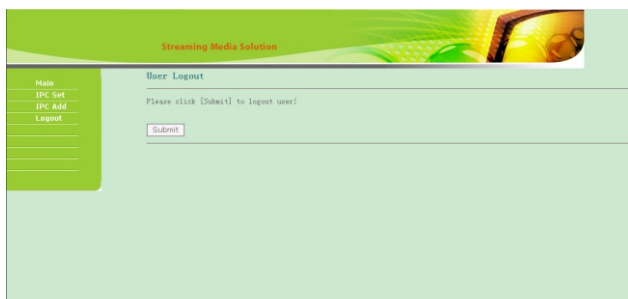 Streaming Media Solution
Main
IPC Set
IPC Add
Logout
User Logout
Please click [Submit] to logout user!
Submit